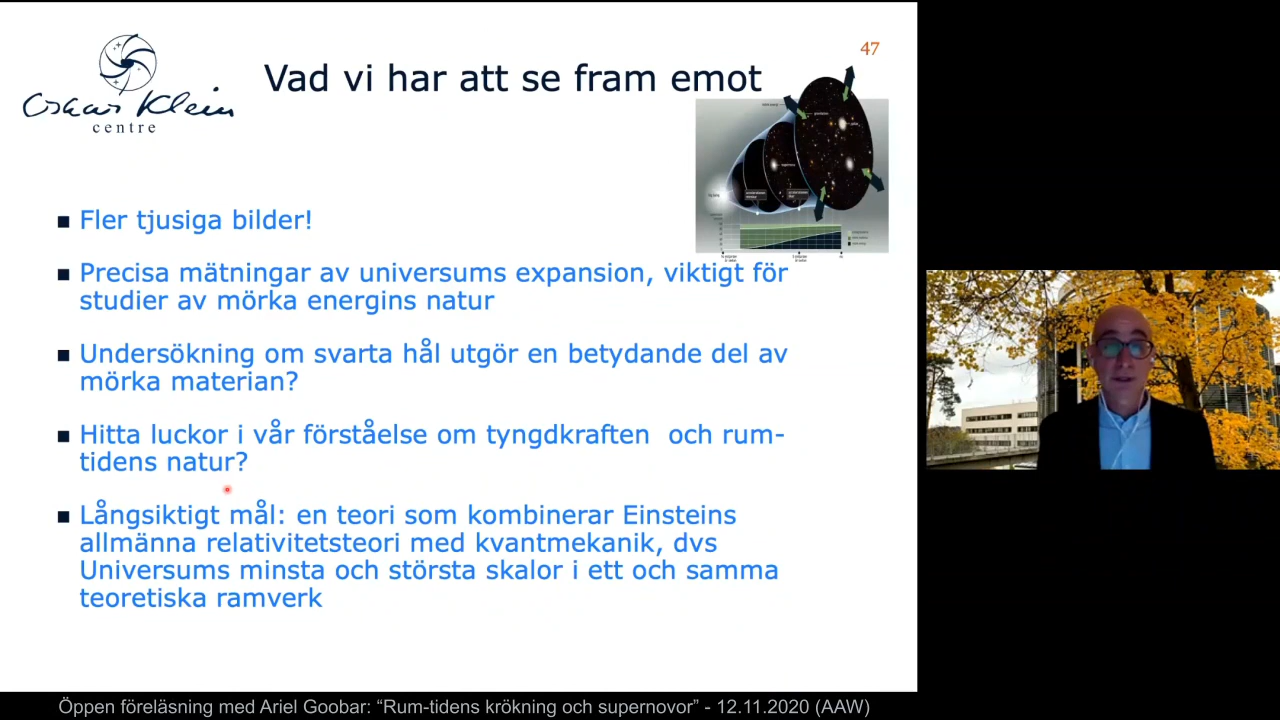 47
Oskar Klein
centre
Vad vi har att se fram emot
Fler tjusiga bilder!
Precisa mätningar av universums expansion, viktigt för
studier av mörka energins natur
Undersökning om svarta hål utgör en betydande del av
mörka materian?
Hitta luckor i vår förståelse om tyngdkraften och rum-
tidens natur?
Långsiktigt mål: en teori som kombinerar Einsteins
allmänna relativitetsteori med kvantmekanik, dvs
Universums minsta och största skalor i ett och samma
teoretiska ramverk
Öppen föreläsning med Ariel Goobar: “Rum-tidens krökning och supernovor” - 12.11.2020 (AAW)